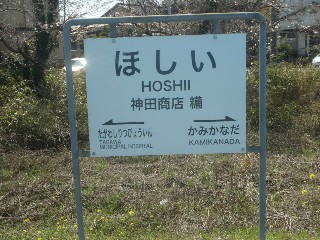 ほしい
HOSHII
神田商店 糒
たがわしりつびょういん
TAGAWA
MUNICIPAL HOSPITAL
かみかなだ
KAMIKANADA